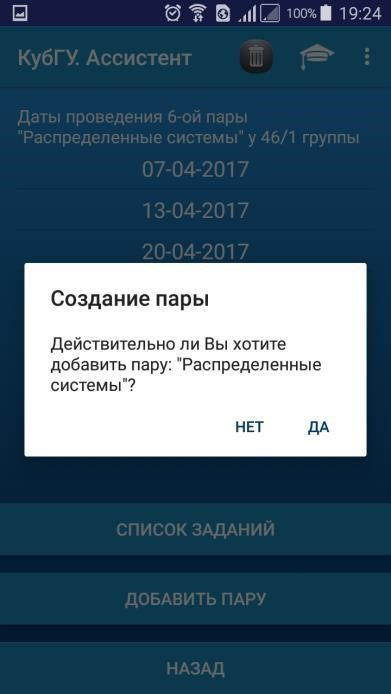 100% 19:24
КубГУ. Ассистент
Даты проведения 6-ой пары
"Распределенные системы" у 46/1 группы
07-04-2017
13-04-2017
20-04-2017
Создание пары
Действительно ли Вы хотите
добавить пару: "Распределенные
системы"?
НЕТ ДА
СПИСОК ЗАДАНИЙ
ДОБАВИТЬ ПАРУ
НАЗАД